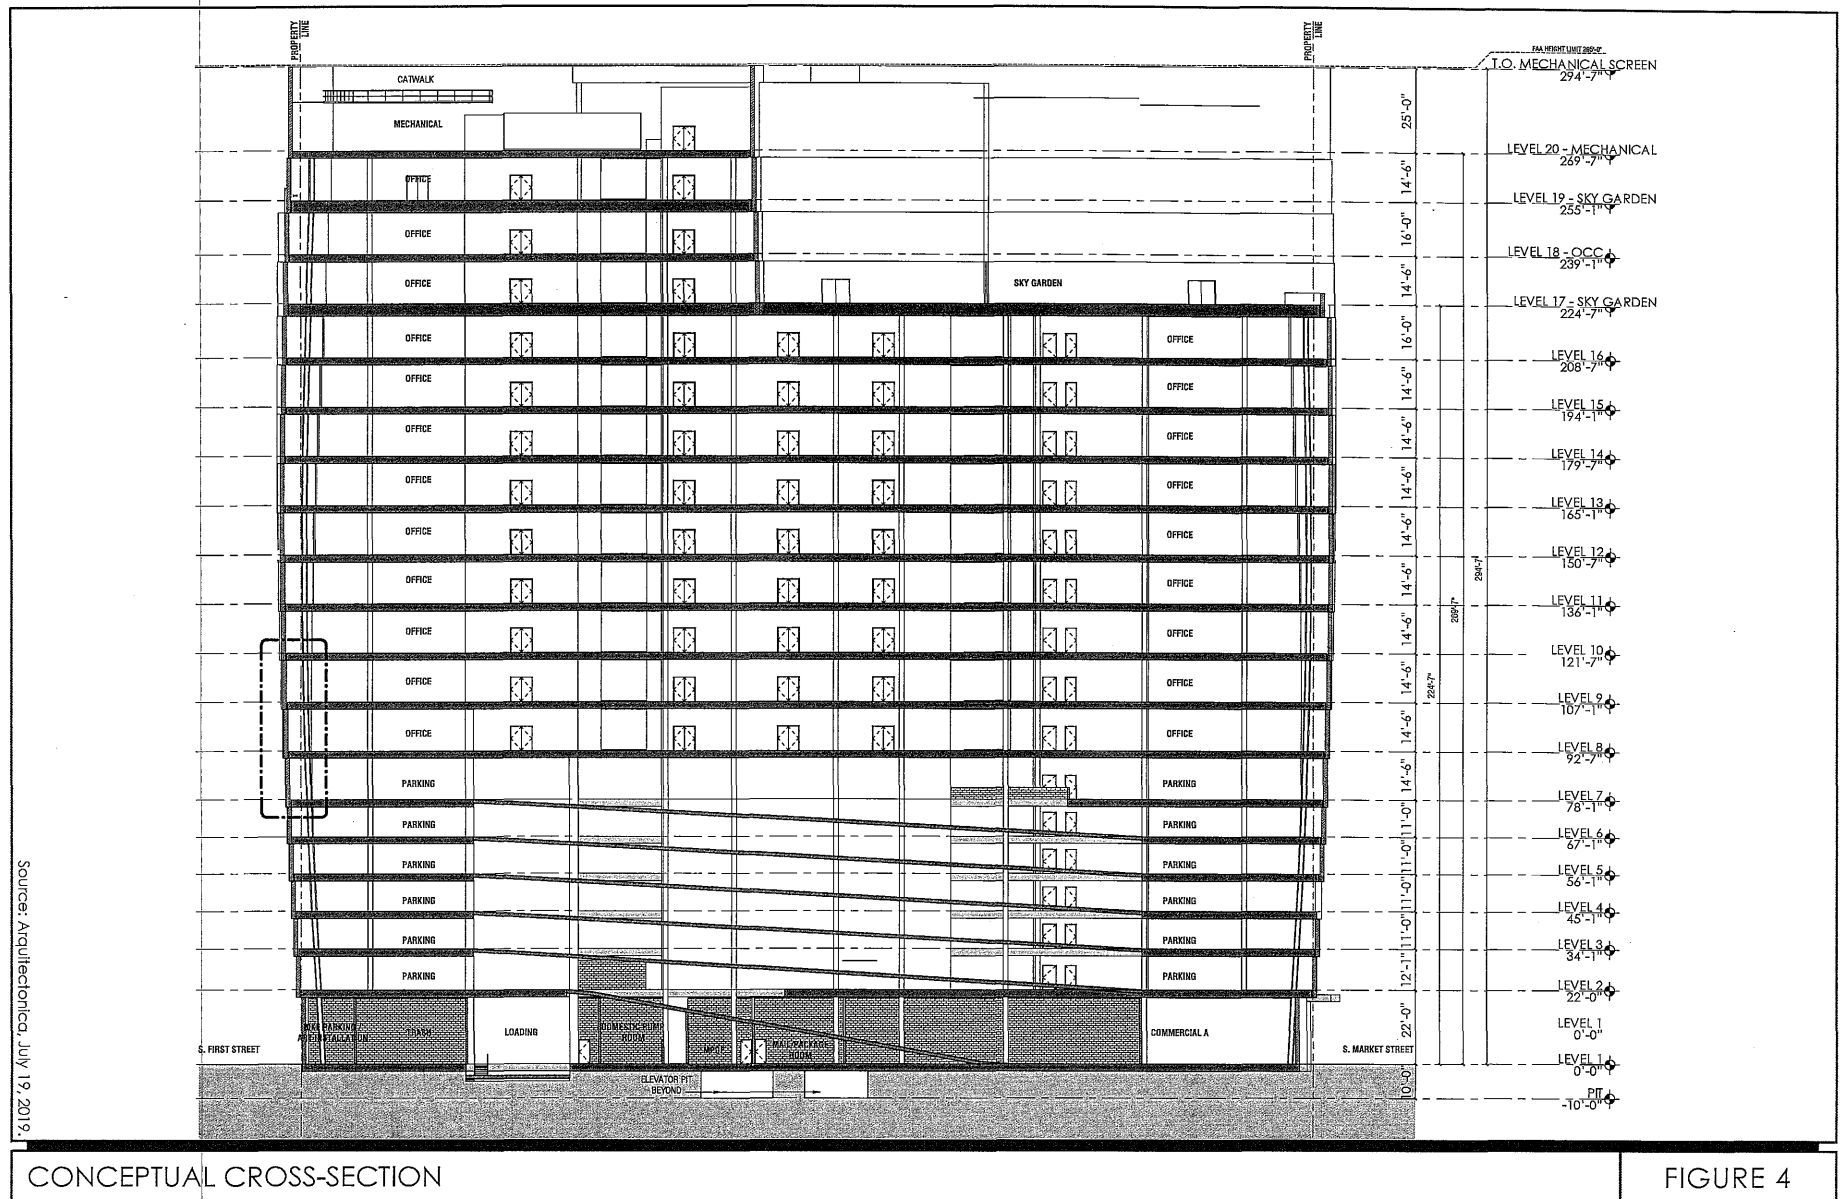 PROPERTY LINE
PROPERTY LINE
FAA HEIGHT LIMIT 295'-0"
T.O. MECHANICAL SCREEN
294'-7"
CATWALK
25'-0"
MECHANICAL
LEVEL 20 - MECHANICAL
269'-7"
OFFICE
14'-6"
LEVEL 19 - SKY GARDEN
255'-1"
OFFICE
16'-0"
LEVEL 18 - OCC
239'-1"
OFFICE
SKY GARDEN
14'-6"
LEVEL 17 - SKY GARDEN
224'-7"
OFFICE
OFFICE
16'-0"
LEVEL 16
208'-7"
OFFICE
OFFICE
14'-6"
LEVEL 15
194'-1"
OFFICE
OFFICE
14'-6"
LEVEL 14
179'-7"
OFFICE
OFFICE
14'-6"
LEVEL 13
165'-1"
OFFICE
OFFICE
14'-6"
LEVEL 12
150'-7"
294'-7"
OFFICE
OFFICE
14'-6"
269'-7"
LEVEL 11
136'-1"
OFFICE
OFFICE
14'-6"
LEVEL 10
121'-7"
OFFICE
OFFICE
14'-6"
224'-7"
LEVEL 9
107'-1"
OFFICE
OFFICE
14'-6"
LEVEL 8
92'-7"
PARKING
PARKING
14'-6"
LEVEL 7
78'-1"
PARKING
PARKING
11'-0"
LEVEL 6
67'-1"
PARKING
PARKING
11'-0"
LEVEL 5
56'-1"
PARKING
PARKING
11'-0"
LEVEL 4
45'-1"
PARKING
PARKING
11'-0"
LEVEL 3
34'-1"
PARKING
PARKING
12'-1"
LEVEL 2
22'-0"
BIKE PARKING /
ART INSTALLATION
TRASH
LOADING
DOMESTIC PUMP
ROOM
MPOE
MAIL/PACKAGE
ROOM
COMMERCIAL A
22'-0"
LEVEL 1
0'-0"
S. FIRST STREET
S. MARKET STREET
LEVEL 1
0'-0"
ELEVATOR PIT
BEYOND
10'-0"
PIT
-10'-0"
Source: Arquitectonica, July 19, 2019.
CONCEPTUAL CROSS-SECTION
FIGURE 4